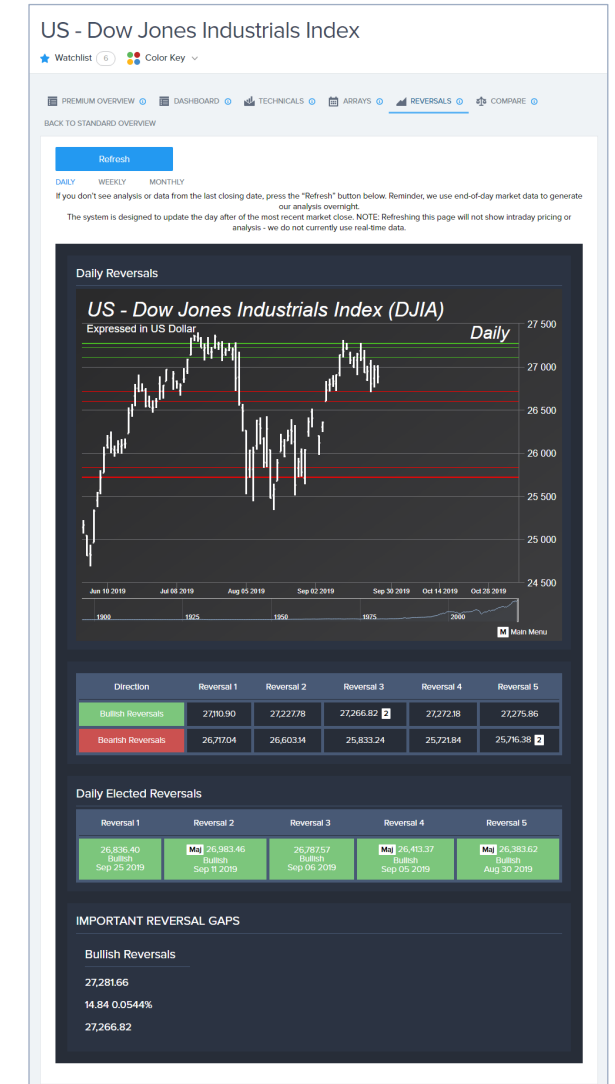 US - Dow Jones Industrials Index
Watchlist 6 Color Key
PREMIUM OVERVIEW DASHBOARD TECHNICALS ARRAYS REVERSALS COMPARE
BACK TO STANDARD OVERVIEW
Refresh
DAILY WEEKLY MONTHLY
If you don't see analysis or data from the last closing date, press the "Refresh" button below. Reminder, we use end-of-day market data to generate
our analysis overnight.
The system is designed to update the day after of the most recent market close. NOTE: Refreshing this page will not show intraday pricing or
analysis - we do not currently use real-time data.
Daily Reversals
US - Dow Jones Industrials Index (DJIA)
Expressed in US Dollar
Daily
27 500
27 000
26 500
26 000
25 500
25 000
24 500
Jun 10 2019 Jul 08 2019 Aug 05 2019 Sep 02 2019 Sep 30 2019 Oct 14 2019 Oct 28 2019
1900 1925 1950 1975 2000
M Main Menu
Direction Reversal 1 Reversal 2 Reversal 3 Reversal 4 Reversal 5
Bullish Reversals 27,110.90 27,227.78 27,266.82 2 27,272.18 27,275.86
Bearish Reversals 26,717.04 26,603.14 25,833.24 25,721.84 25,716.38 2
Daily Elected Reversals
Reversal 1 Reversal 2 Reversal 3 Reversal 4 Reversal 5
26,836.40 Maj 26,983.46 26,787.57 Maj 26,413.37 Maj 26,383.62
Bullish Bullish Bullish Bullish Bullish
Sep 25 2019 Sep 11 2019 Sep 06 2019 Sep 05 2019 Aug 30 2019
IMPORTANT REVERSAL GAPS
Bullish Reversals
27,281.66
14.84 0.0544%
27,266.82